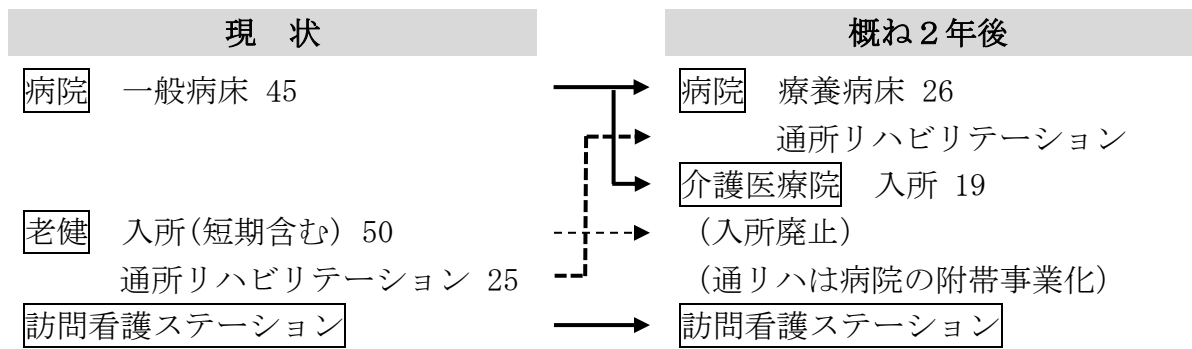 現　状　概ね２年後
病院　一般病床 45　病院　療養病床 26
通所リハビリテーション
介護医療院　入所 19
老健　入所(短期含む) 50　(入所廃止)
通所リハビリテーション 25　(通リハは病院の附帯事業化)
訪問看護ステーション　訪問看護ステーション